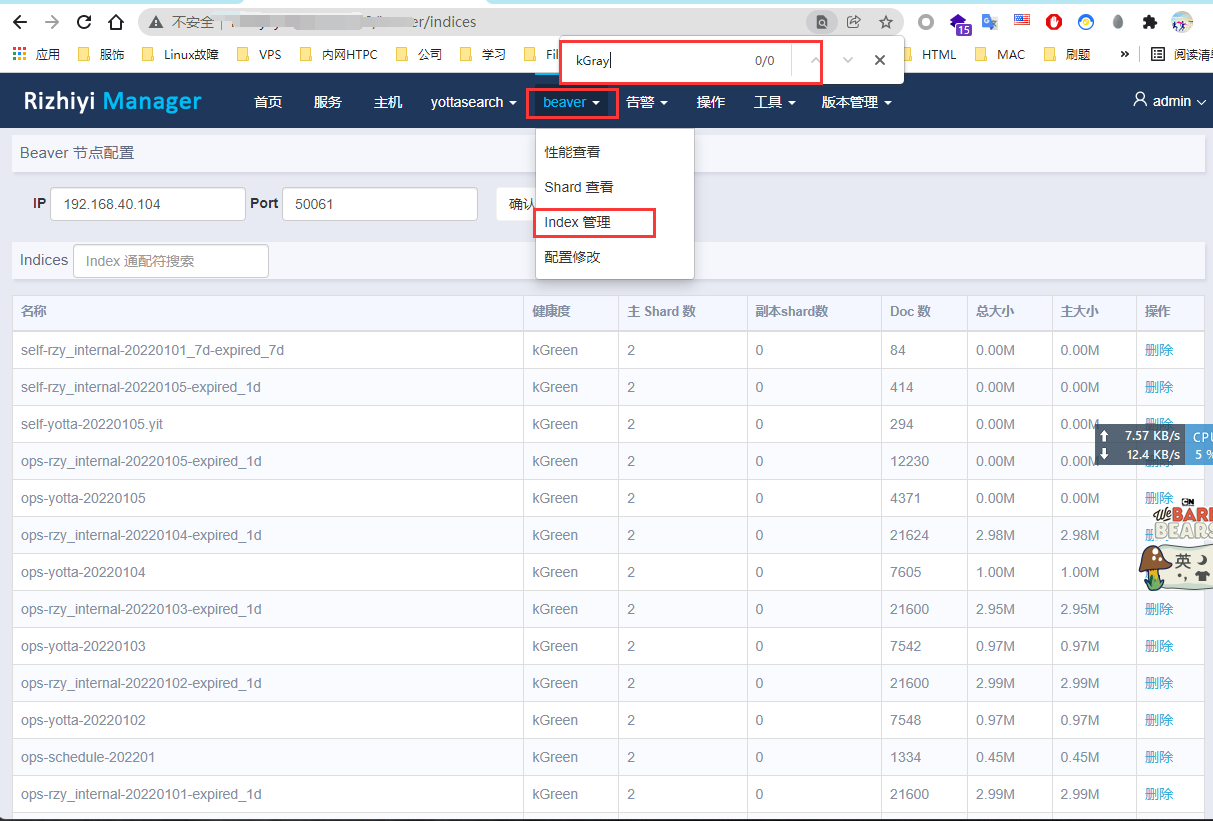 不安全 er/indices
15
应用 服饰 Linux故障 VPS 内网HTPC 公司 学习 Fil HTML MAC 刷题 » 阅读清单
kGray 0/0
Rizhiyi Manager 首页 服务 主机 yottasearch beaver 告警 操作 工具 版本管理 admin
性能查看
Shard 查看
Index 管理
配置修改
Beaver 节点配置
IP 192.168.40.104 Port 50061 确认
Indices Index 通配符搜索
名称 健康度 主 Shard 数 副本shard数 Doc 数 总大小 主大小 操作
self-rzy_internal-20220101_7d-expired_7d kGreen 2 0 84 0.00M 0.00M 删除
self-rzy_internal-20220105-expired_1d kGreen 2 0 414 0.00M 0.00M 删除
self-yotta-20220105.yit kGreen 2 0 294 0.00M 0.00M 删除
ops-rzy_internal-20220105-expired_1d kGreen 2 0 12230 0.00M 0.00M 删除
ops-yotta-20220105 kGreen 2 0 4371 0.00M 0.00M 删除
ops-rzy_internal-20220104-expired_1d kGreen 2 0 21624 2.98M 2.98M
ops-yotta-20220104 kGreen 2 0 7605 1.00M 1.00M
ops-rzy_internal-20220103-expired_1d kGreen 2 0 21600 2.95M 2.95M 删除
ops-yotta-20220103 kGreen 2 0 7542 0.97M 0.97M 删除
ops-rzy_internal-20220102-expired_1d kGreen 2 0 21600 2.99M 2.99M 删除
ops-yotta-20220102 kGreen 2 0 7548 0.97M 0.97M 删除
ops-schedule-202201 kGreen 2 0 1334 0.45M 0.45M 删除
ops-rzy_internal-20220101-expired_1d kGreen 2 0 21600 2.99M 2.99M 删除
7.57 KB/s CPU
12.4 KB/s 5 %
CN
We BARE
BEARS
英